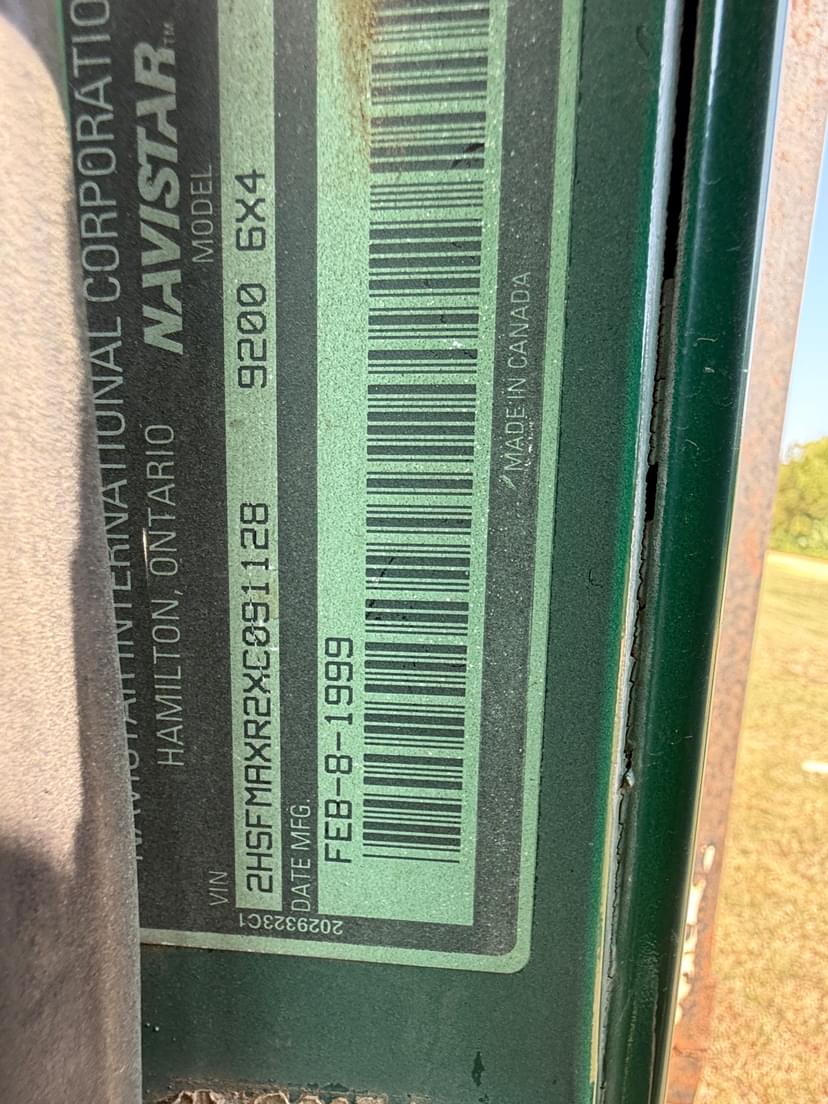 NAVISTAR INTERNATIONAL CORPORATIO
HAMILTON, ONTARIO NAVISTAR™
VIN MODEL
2HSFMAXR2XC091128 9200 6X4
DATE MFG.
FEB-8-1999
MADE IN CANADA
2029323C1